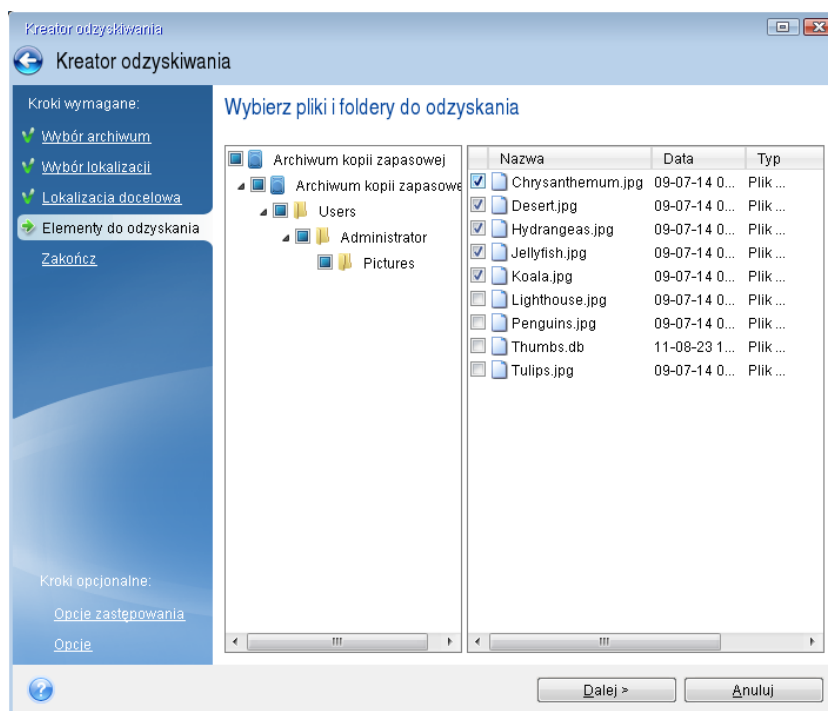 Kreator odzyskiwania
Kreator odzyskiwania
Kroki wymagane:
Wybór archiwum
Wybór lokalizacji
Lokalizacja docelowa
Elementy do odzyskania
Zakończ
Kroki opcjonalne:
Opcje zastępowania
Opcje
Wybierz pliki i foldery do odzyskania
Archiwum kopii zapasowej
Archiwum kopii zapasowe
Users
Administrator
Pictures
Nazwa Data Typ
Chrysanthemum.jpg 09-07-14 0... Plik ...
Desert.jpg 09-07-14 0... Plik ...
Hydrangeas.jpg 09-07-14 0... Plik ...
Jellyfish.jpg 09-07-14 0... Plik ...
Koala.jpg 09-07-14 0... Plik ...
Lighthouse.jpg 09-07-14 0... Plik ...
Penguins.jpg 09-07-14 0... Plik ...
Thumbs.db 11-08-23 1... Plik ...
Tulips.jpg 09-07-14 0... Plik ...
Dalej > Anuluj